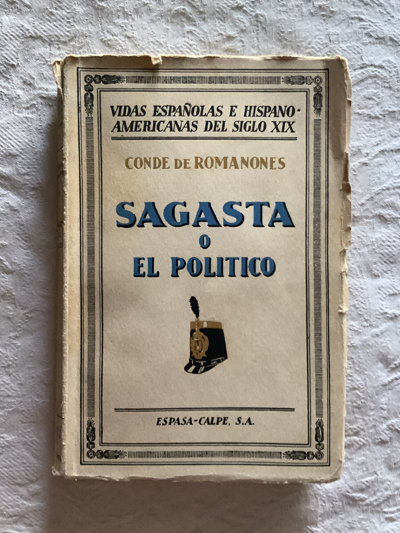 VIDAS ESPAÑOLAS E HISPANO-
AMERICANAS DEL SIGLO XIX
CONDE DE ROMANONES
SAGASTA
O
EL POLITICO
ESPASA-CALPE, S.A.